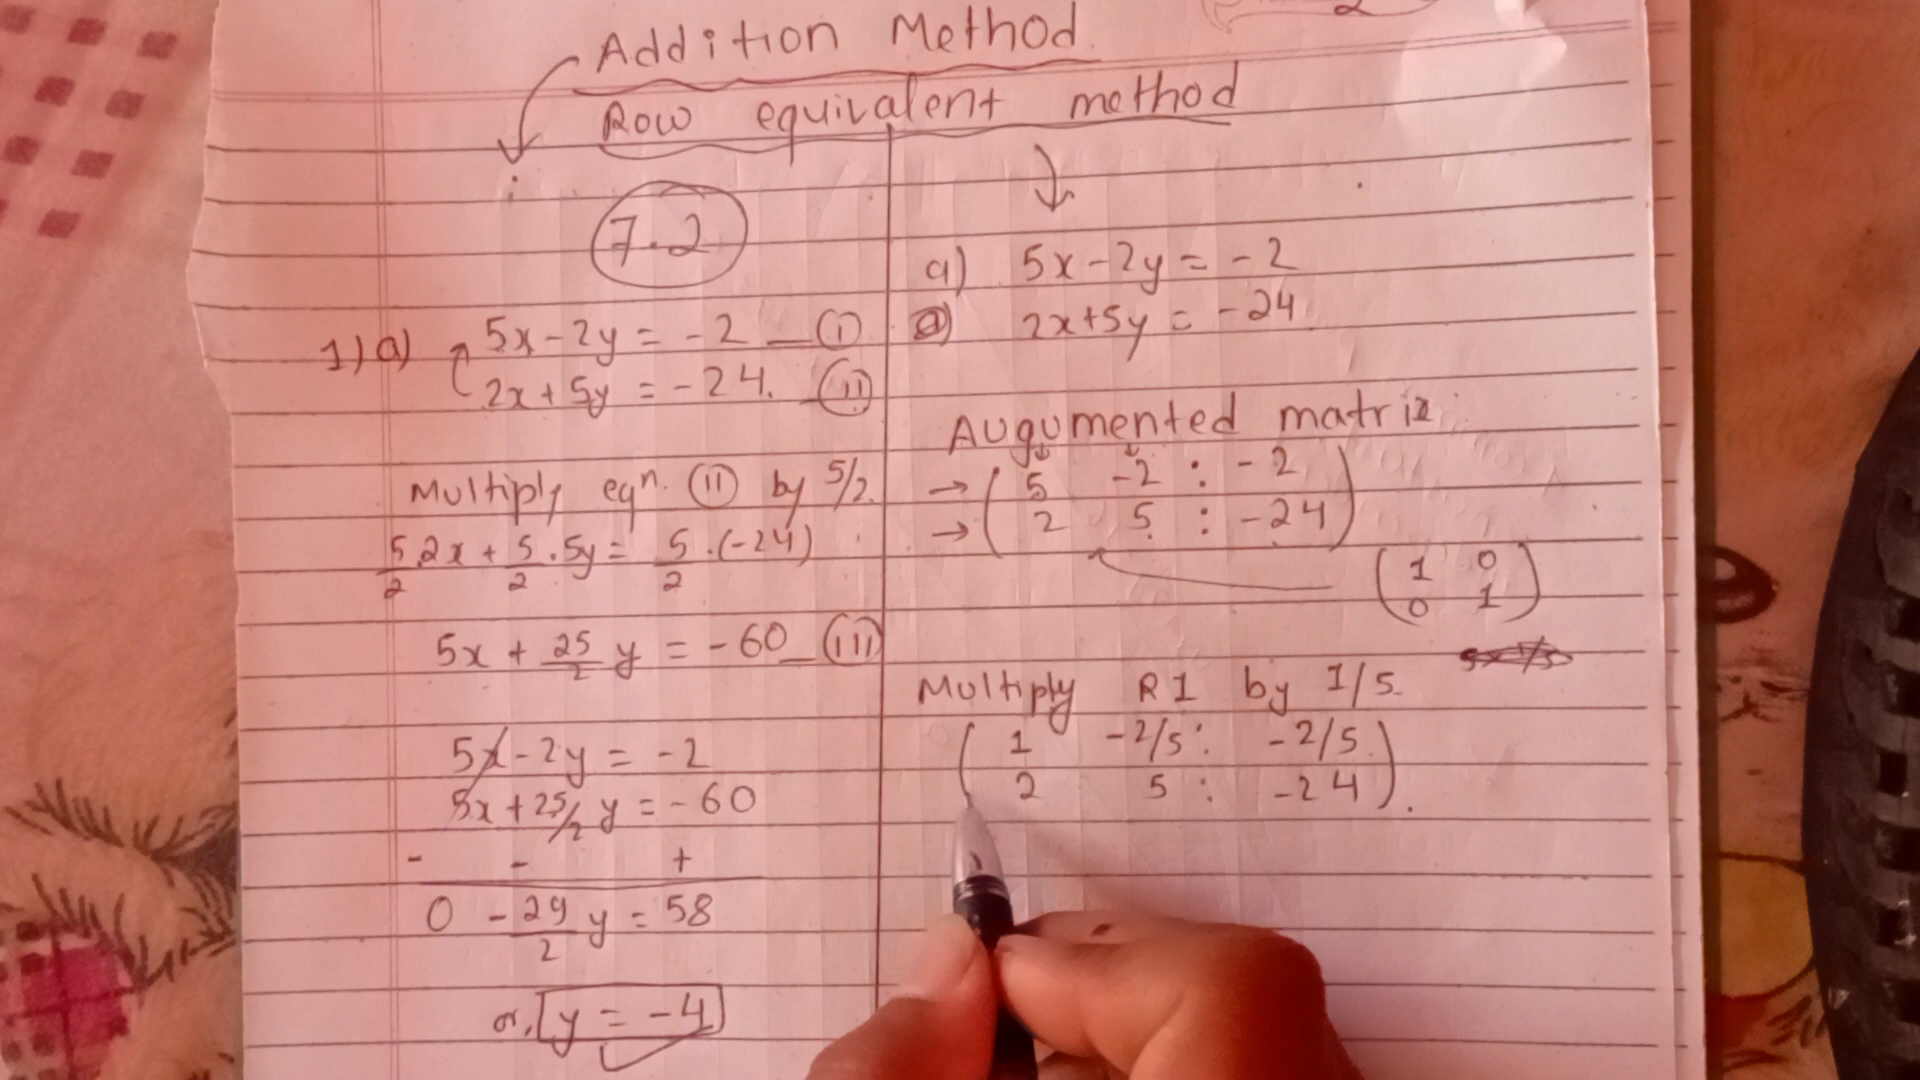 Addition Method.
Row equivalent method
7.2
1) a) 5x - 2y = -2 — (i)
2x + 5y = -24. (ii)
Multiply eqn. (ii) by 5/2.
5/2 . 2x + 5/2 . 5y = 5/2 . (-24)
5x + 25/2 y = -60 — (iii)
5x - 2y = -2
5x + 25/2 y = -60
- - +
0 - 29/2 y = 58
or, y = -4
a) 5x - 2y = -2
2x + 5y = -24
Augumented matrix
→ ( 5 -2 : -2 )
→ ( 2 5 : -24 )
( 1 0 )
( 0 1 )
Multiply R1 by 1/5.
( 1 -2/5 : -2/5 )
( 2 5 : -24 ).